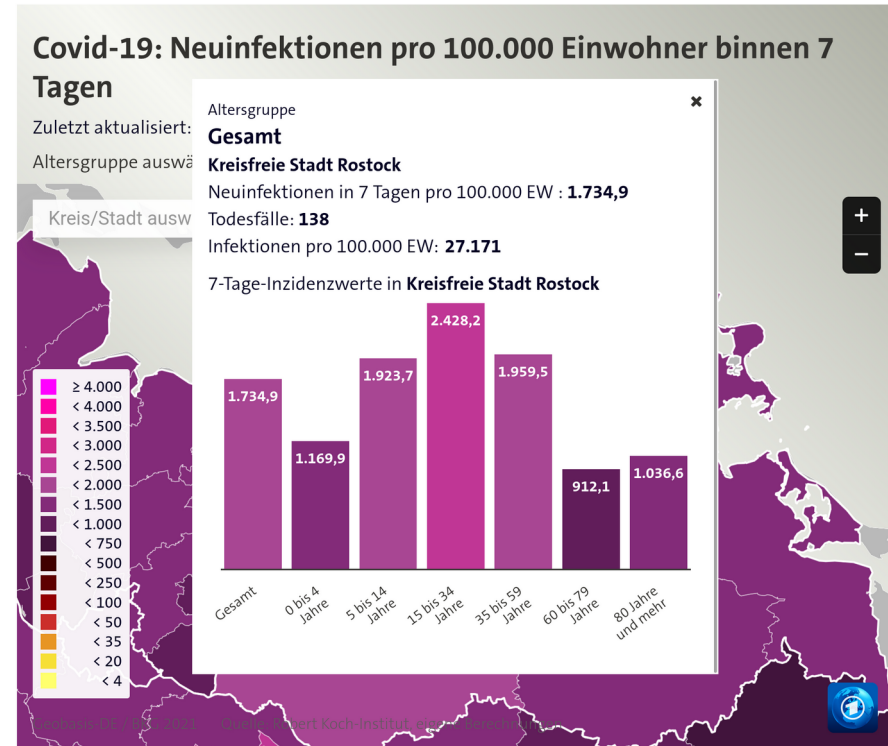 Covid-19: Neuinfektionen pro 100.000 Einwohner binnen 7
Tagen
Zuletzt aktualisiert:
Altersgruppe auswä
Kreis/Stadt ausw
Altersgruppe
Gesamt
Kreisfreie Stadt Rostock
Neuinfektionen in 7 Tagen pro 100.000 EW : 1.734,9
Todesfälle: 138
Infektionen pro 100.000 EW: 27.171
7-Tage-Inzidenzwerte in Kreisfreie Stadt Rostock
1.734,9
1.169,9
1.923,7
2.428,2
1.959,5
912,1
1.036,6
Gesamt
0 bis 4
Jahre
5 bis 14
Jahre
15 bis 34
Jahre
35 bis 59
Jahre
60 bis 79
Jahre
80 Jahre
und mehr
+
−
≥ 4.000
< 4.000
< 3.500
< 3.000
< 2.500
< 2.000
< 1.500
< 1.000
< 750
< 500
< 250
< 100
< 50
< 35
< 20
< 4
Geobasis-DE / BKG 2021 Quelle: Robert Koch-Institut, eigene Berechnungen